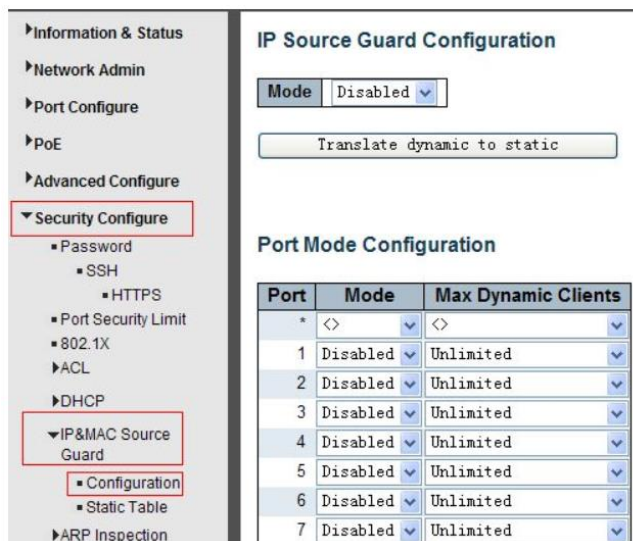 Information & Status
Network Admin
Port Configure
PoE
Advanced Configure
Security Configure
Password
SSH
HTTPS
Port Security Limit
802.1X
ACL
DHCP
IP&MAC Source
Guard
Configuration
Static Table
ARP Inspection
IP Source Guard Configuration
Mode Disabled
Translate dynamic to static
Port Mode Configuration
Port Mode Max Dynamic Clients
* <> <>
1 Disabled Unlimited
2 Disabled Unlimited
3 Disabled Unlimited
4 Disabled Unlimited
5 Disabled Unlimited
6 Disabled Unlimited
7 Disabled Unlimited